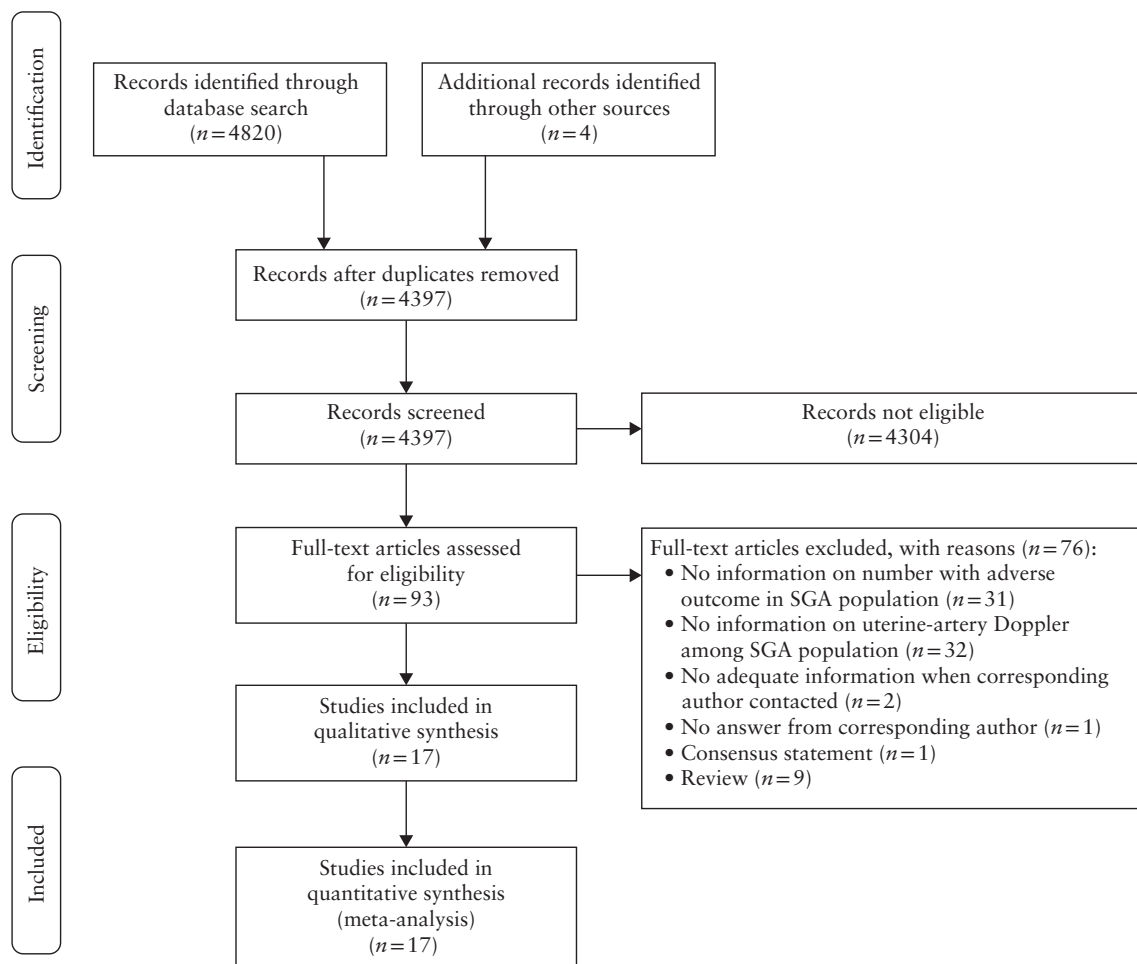 Identification
Records identified through
database search
(n=4820)
Additional records identified
through other sources
(n=4)
Screening
Records after duplicates removed
(n=4397)
Records screened
(n=4397)
Records not eligible
(n=4304)
Eligibility
Full-text articles assessed
for eligibility
(n=93)
Full-text articles excluded, with reasons (n=76):
• No information on number with adverse
outcome in SGA population (n=31)
• No information on uterine-artery Doppler
among SGA population (n=32)
• No adequate information when corresponding
author contacted (n=2)
• No answer from corresponding author (n=1)
• Consensus statement (n=1)
• Review (n=9)
Studies included in
qualitative synthesis
(n=17)
Included
Studies included in
quantitative synthesis
(meta-analysis)
(n=17)